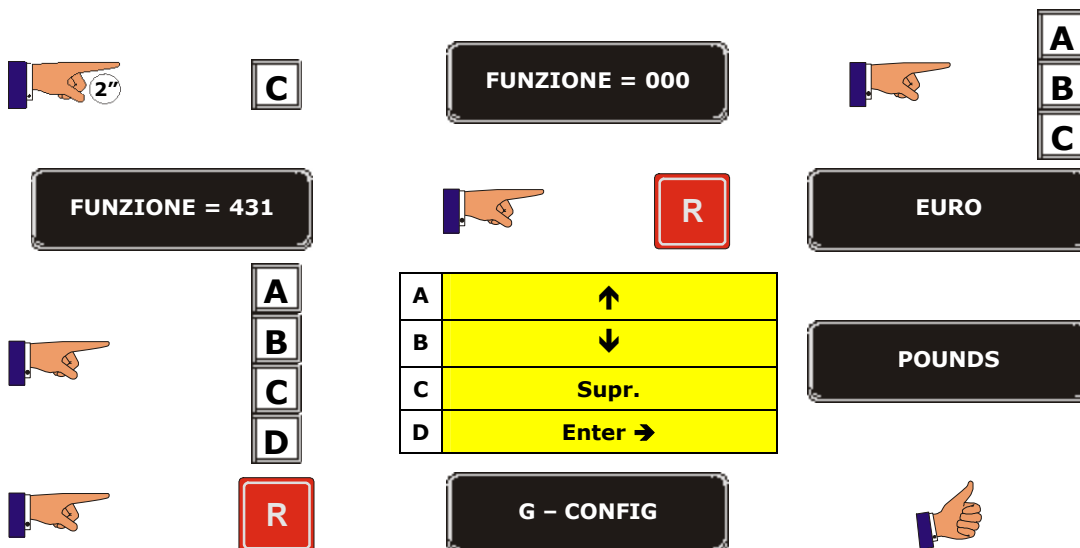 2”
C
FUNZIONE = 000
A
B
C
FUNZIONE = 431
R
EURO
A
B
C
D
A ↑
B ↓
C Supr.
D Enter →
POUNDS
R
G – CONFIG